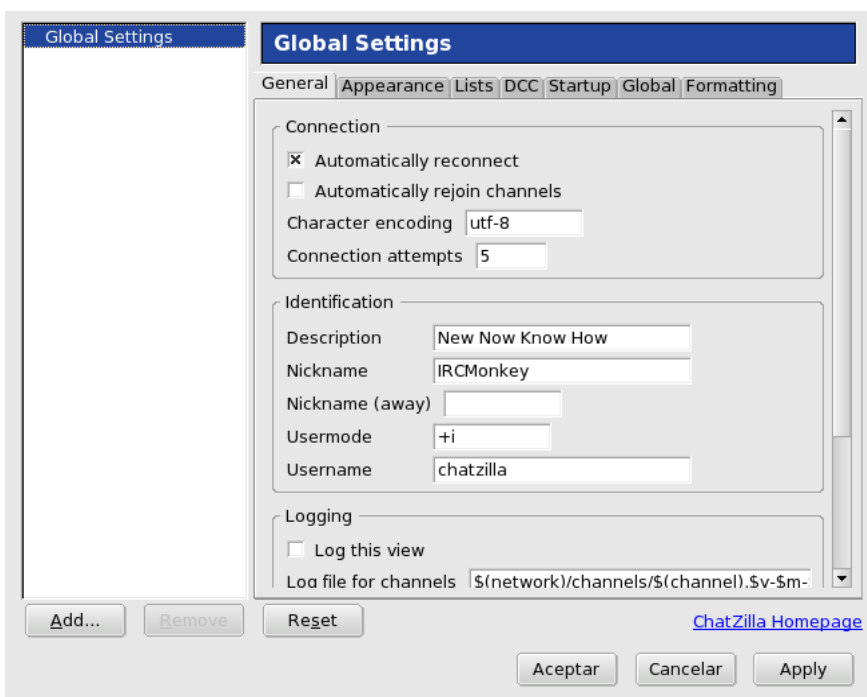 Global Settings
Global Settings
General Appearance Lists DCC Startup Global Formatting
Connection
Automatically reconnect
Automatically rejoin channels
Character encoding utf-8
Connection attempts 5
Identification
Description New Now Know How
Nickname IRCMonkey
Nickname (away)
Usermode +i
Username chatzilla
Logging
Log this view
Log file for channels $(network)/channels/$(channel).$v-$m-
Add... Remove Reset ChatZilla Homepage
Aceptar Cancelar Apply